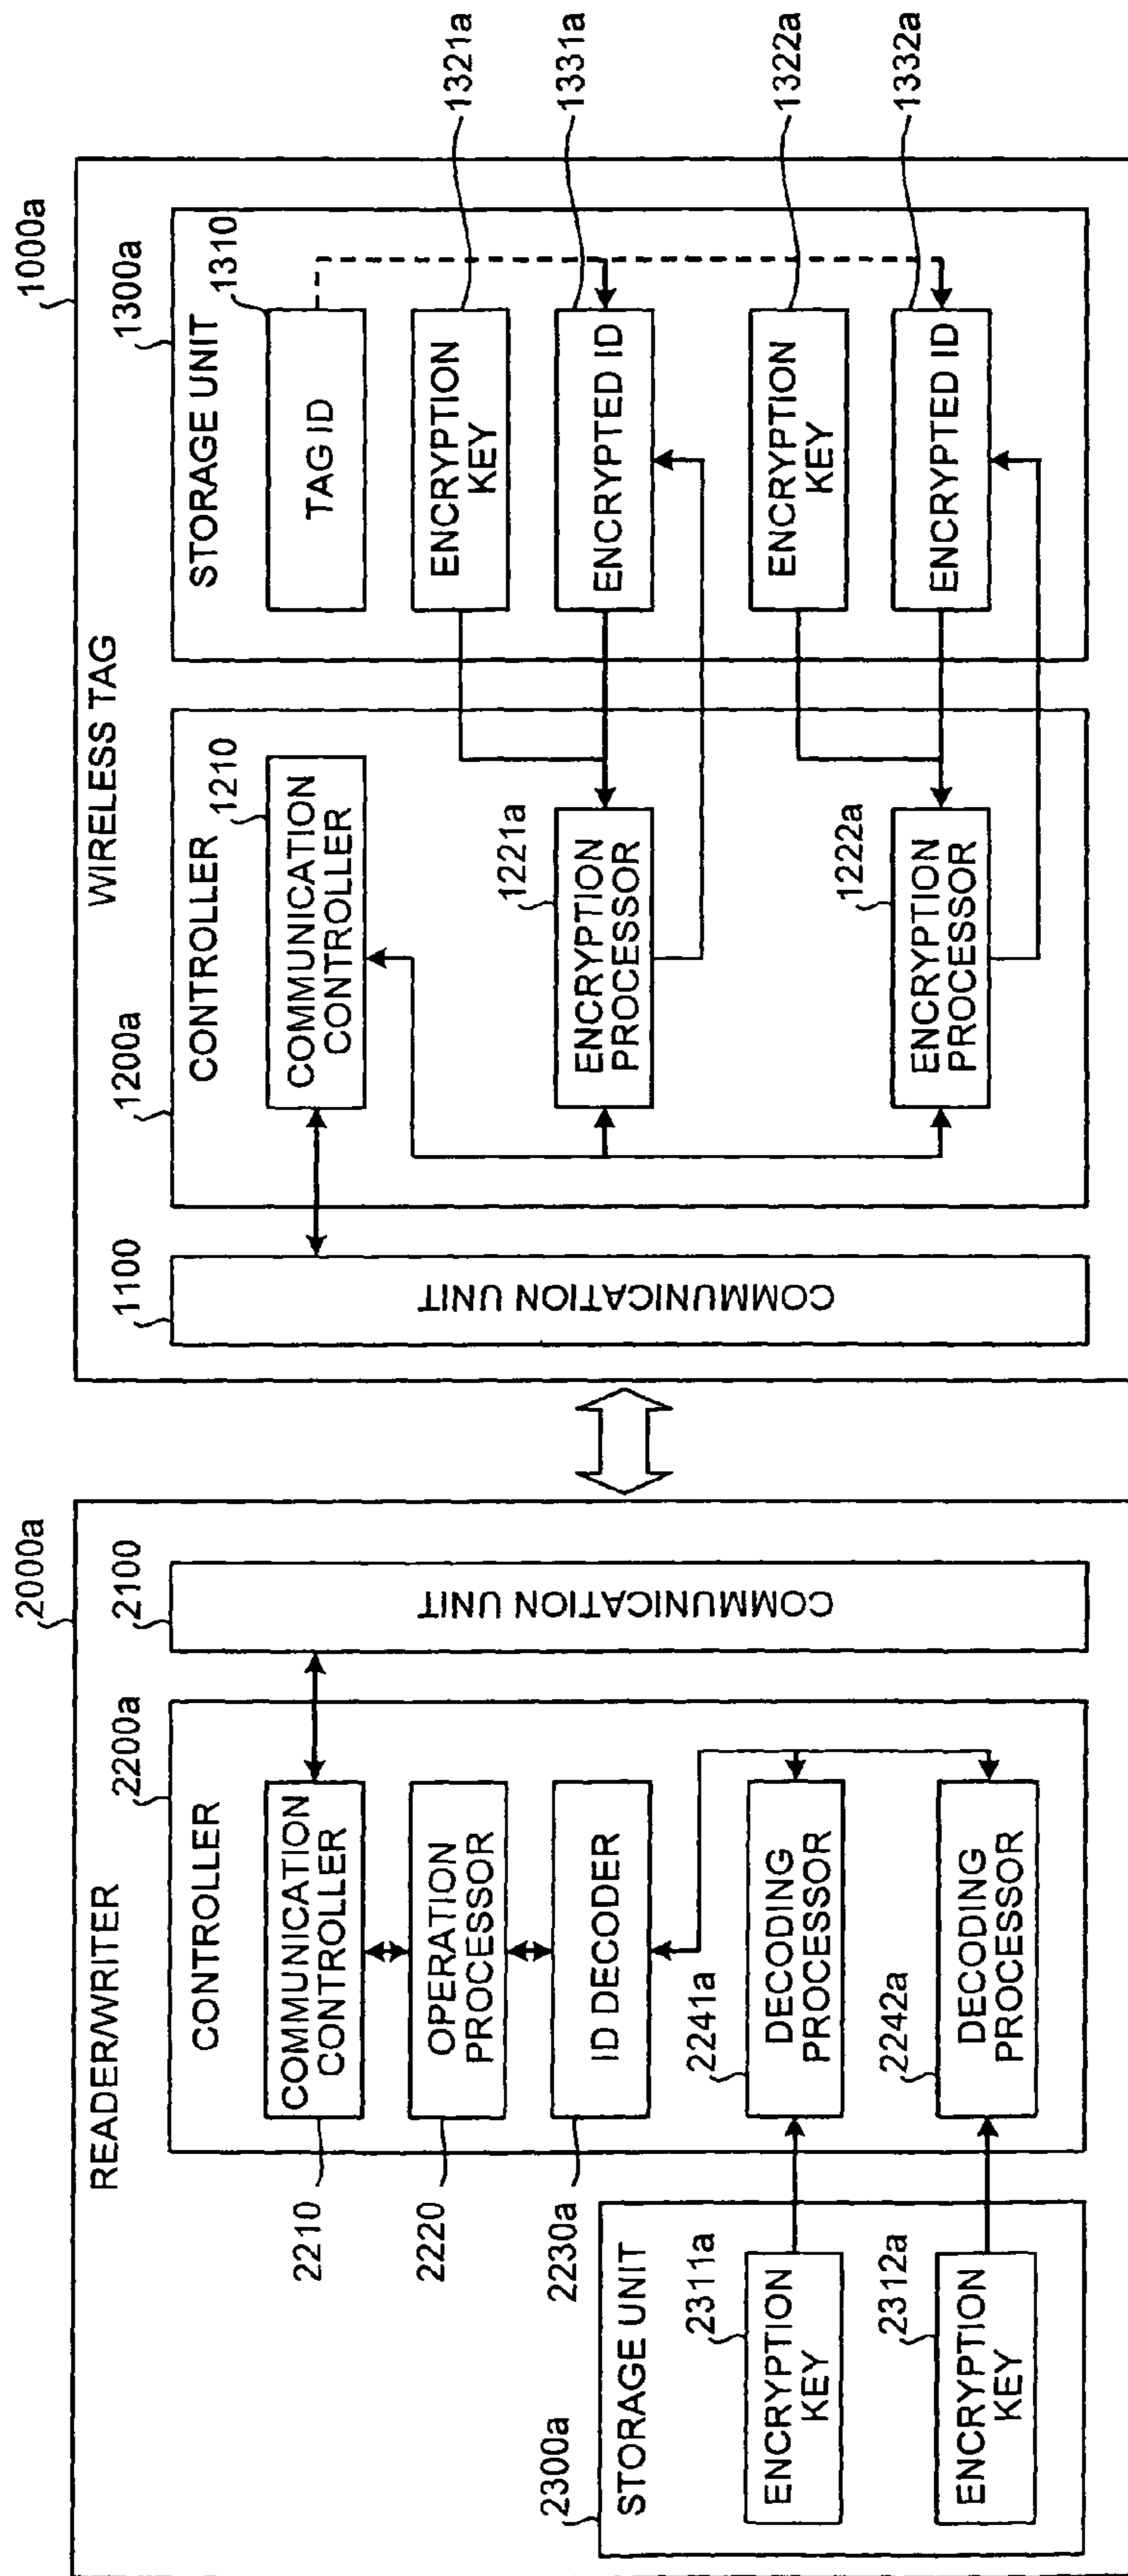 READER/WRITER
2000a
STORAGE UNIT
2300a
ENCRYPTION
KEY
2311a
ENCRYPTION
KEY
2312a
CONTROLLER
2200a
COMMUNICATION
CONTROLLER
2210
OPERATION
PROCESSOR
2220
ID DECODER
2230a
DECODING
PROCESSOR
2241a
DECODING
PROCESSOR
2242a
2100
COMMUNICATION UNIT
WIRELESS TAG
1000a
1100
COMMUNICATION UNIT
CONTROLLER
1200a
COMMUNICATION
CONTROLLER
1210
ENCRYPTION
PROCESSOR
1221a
ENCRYPTION
PROCESSOR
1222a
STORAGE UNIT
1300a
TAG ID
1310
ENCRYPTION
KEY
1321a
ENCRYPTED ID
1331a
ENCRYPTION
KEY
1322a
ENCRYPTED ID
1332a